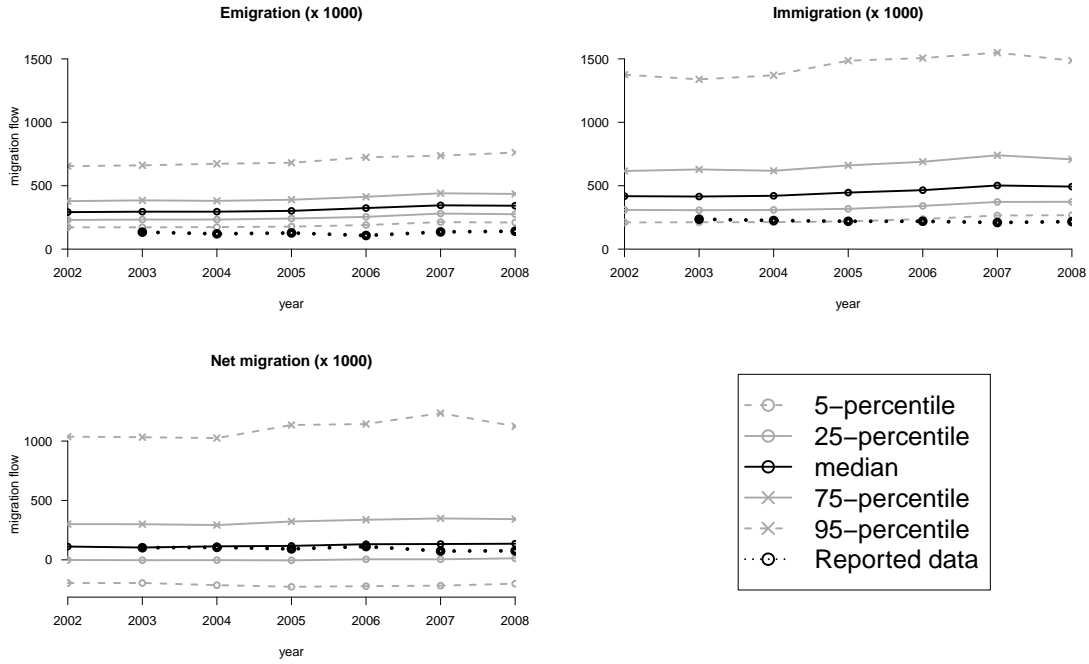 Emigration (x 1000)
1500
1000
500
0
migration flow
2002 2003 2004 2005 2006 2007 2008
year
Immigration (x 1000)
1500
1000
500
0
2002 2003 2004 2005 2006 2007 2008
year
Net migration (x 1000)
1000
500
0
migration flow
2002 2003 2004 2005 2006 2007 2008
year
5−percentile
25−percentile
median
75−percentile
95−percentile
Reported data